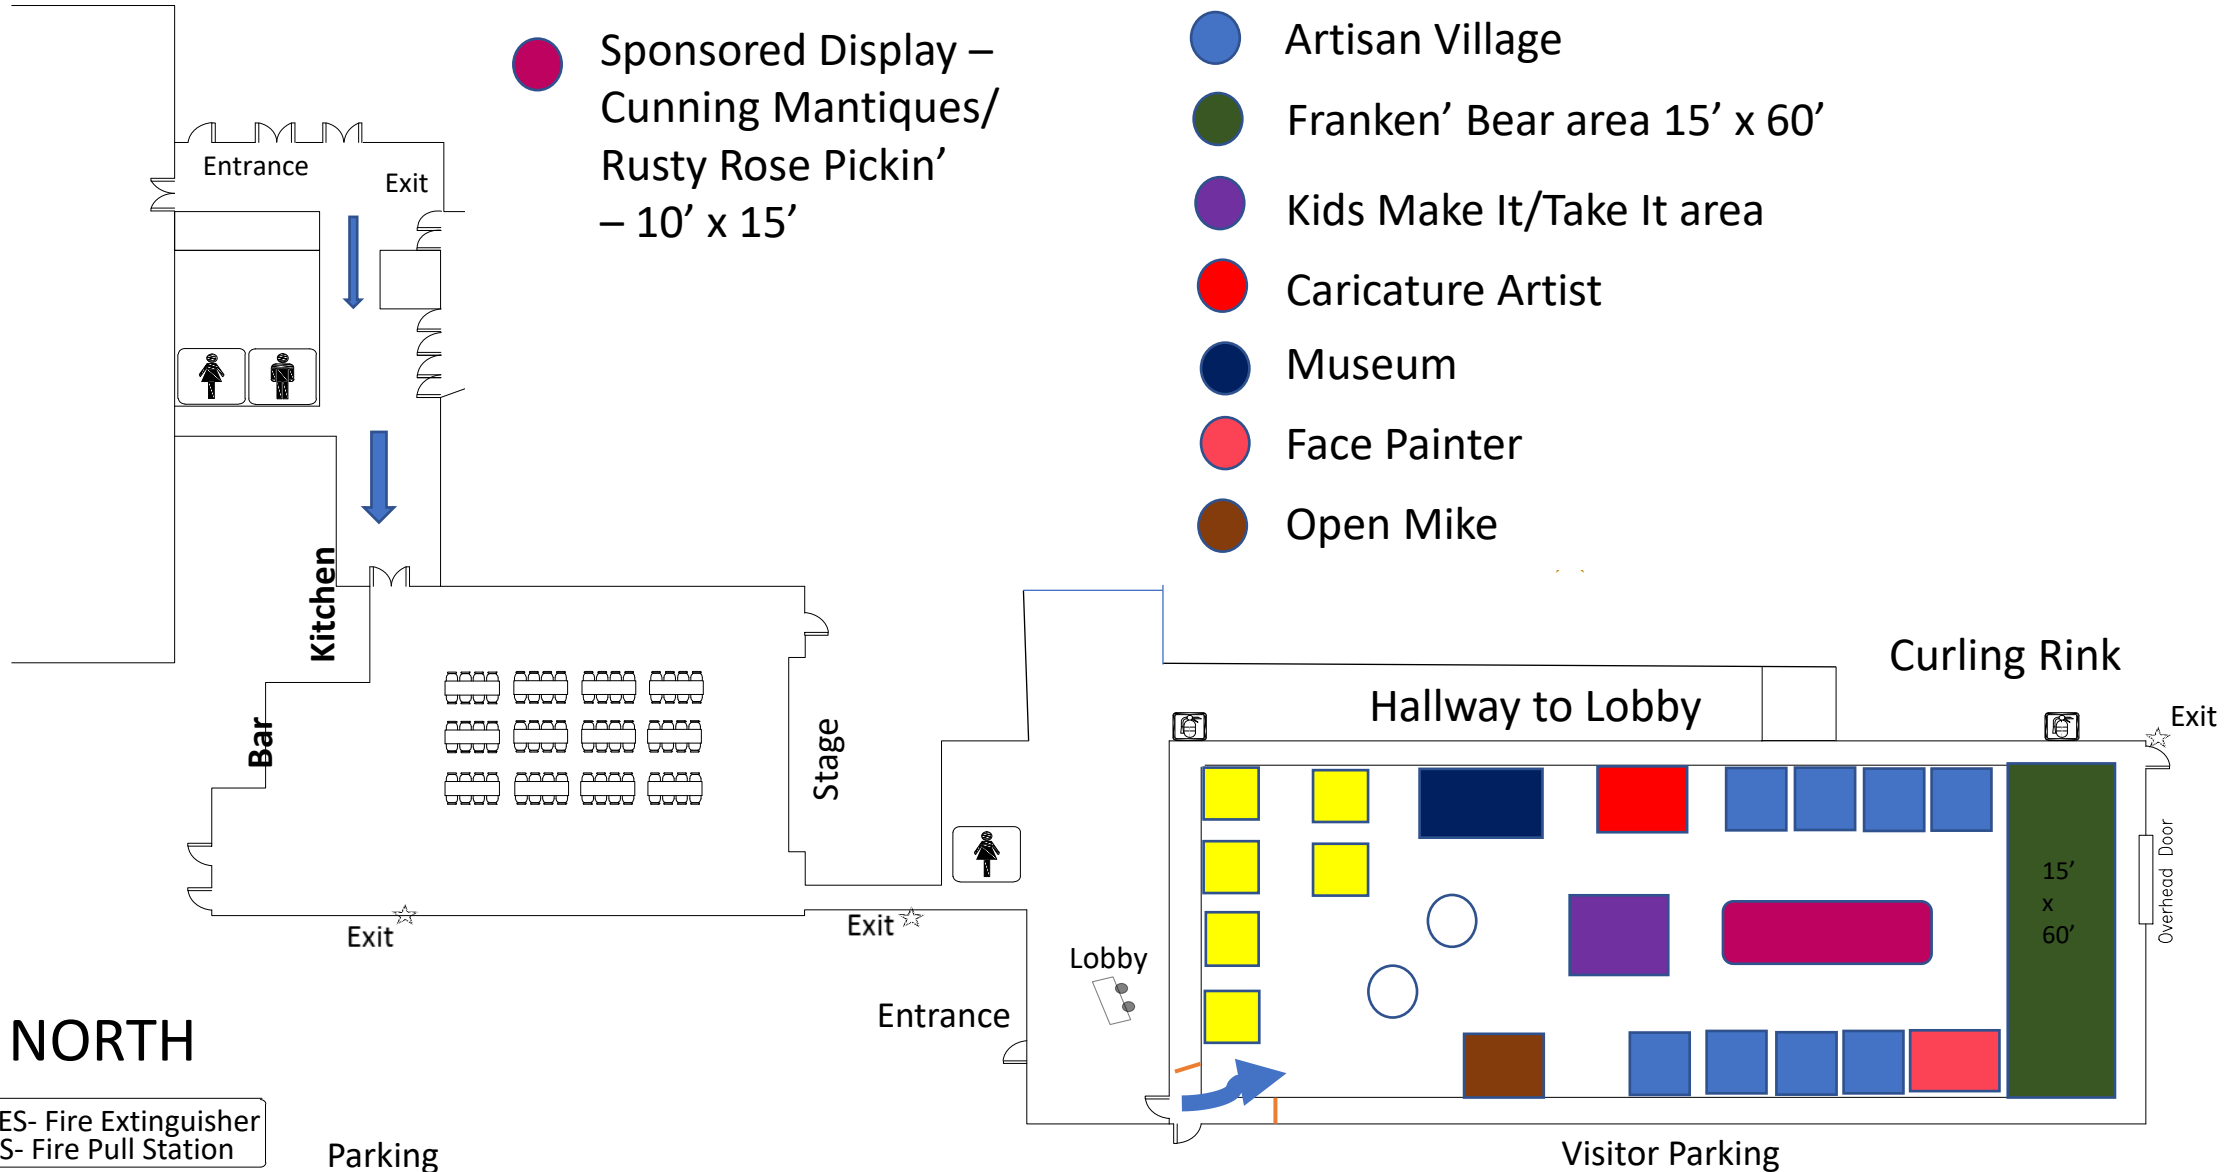 Sponsored Display –
Cunning Mantiques/
Rusty Rose Pickin’
– 10’ x 15’
Artisan Village
Franken’ Bear area 15’ x 60’
Kids Make It/Take It area
Caricature Artist
Museum
Face Painter
Open Mike
Entrance
Exit
Kitchen
Bar
Stage
Exit
Exit
Curling Rink
Hallway to Lobby
Exit
15’
x
60’
Overhead Door
Lobby
Entrance
NORTH
ES- Fire Extinguisher
S- Fire Pull Station
Parking
Visitor Parking